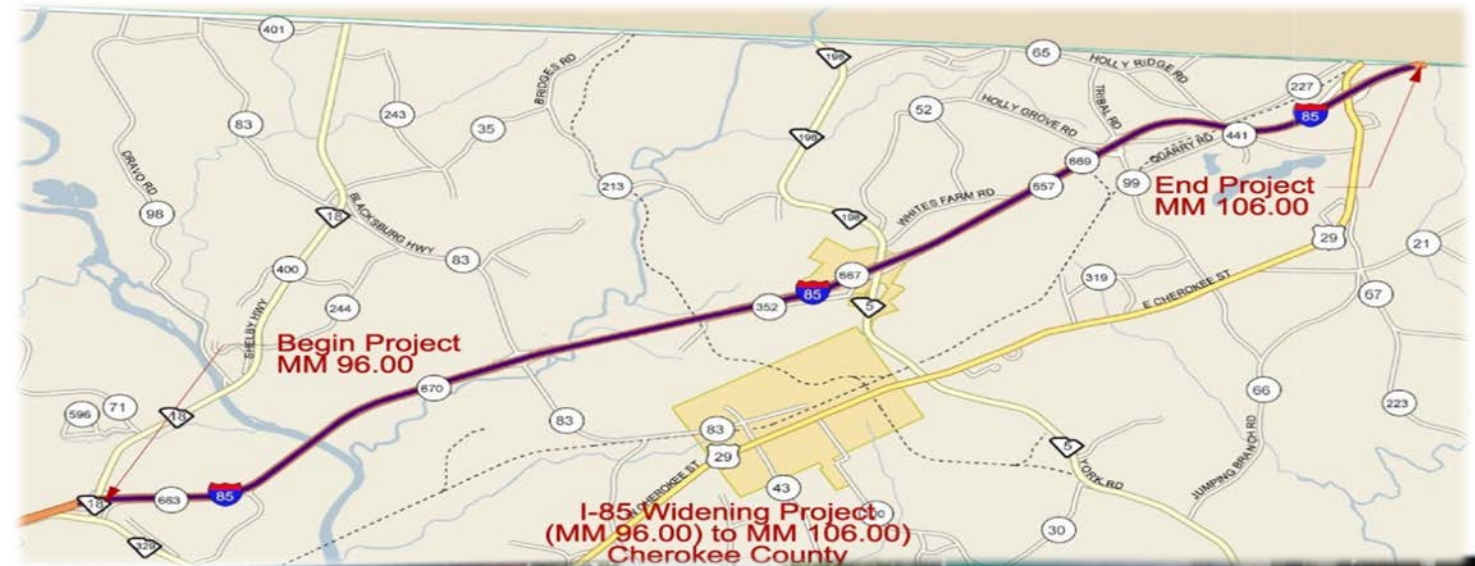 401
198
65
HOLLY RIDGE RD
BRIDGES RD
227
83
243
35
52
HOLLY GROVE RD
TRIBAL RD
85
198
441
QUARRY RD
DRAVO RD
669
98
213
657
99
End Project
MM 106.00
18
BLACKSBURG HWY
198
WHITES FARM RD
29
21
83
400
667
319
E CHEROKEE ST
67
244
352
85
5
SHELBY HWY
Begin Project
MM 96.00
670
596
71
18
83
83
66
223
29
5
JUMPING BRANCH RD
YORK RD
18
663
85
43
CHEROKEE ST
30
329
I-85 Widening Project
(MM 96.00) to MM 106.00)
Cherokee County